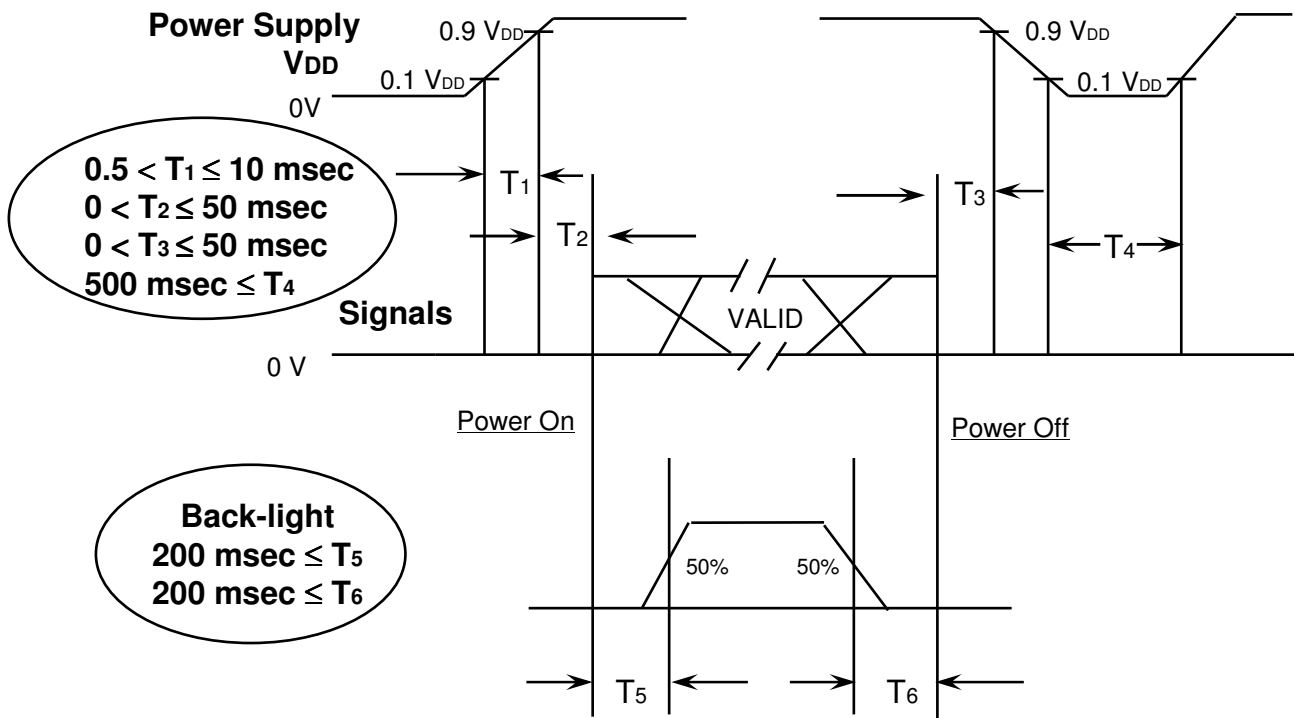 Power Supply
VDD
0.9 VDD
0.1 VDD
0V
0.9 VDD
0.1 VDD
0.5 < T1 ≤ 10 msec
0 < T2 ≤ 50 msec
0 < T3 ≤ 50 msec
500 msec ≤ T4
T1
T2
T3
T4
Signals
VALID
0 V
Power On
Power Off
Back-light
200 msec ≤ T5
200 msec ≤ T6
50%
50%
T5
T6